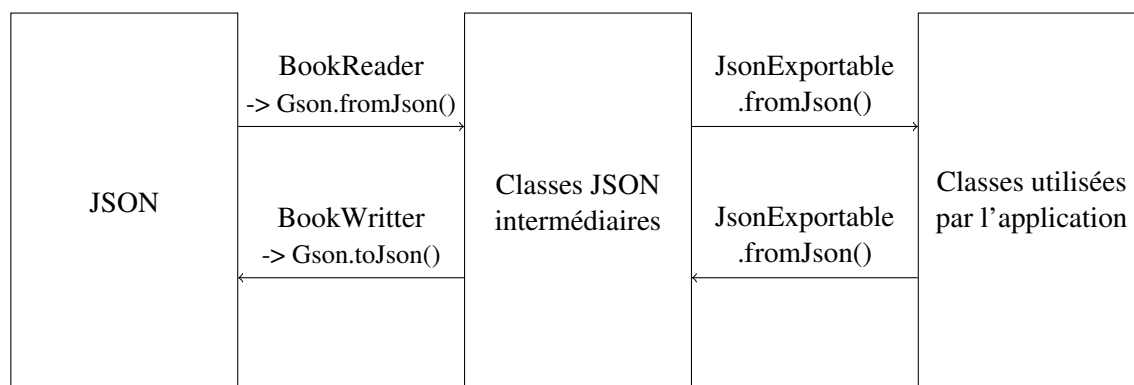 JSON
BookReader
-> Gson.fromJson()
BookWritter
-> Gson.toJson()
Classes JSON
intermédiaires
JsonExportable
.fromJson()
JsonExportable
.fromJson()
Classes utilisées
par l'application